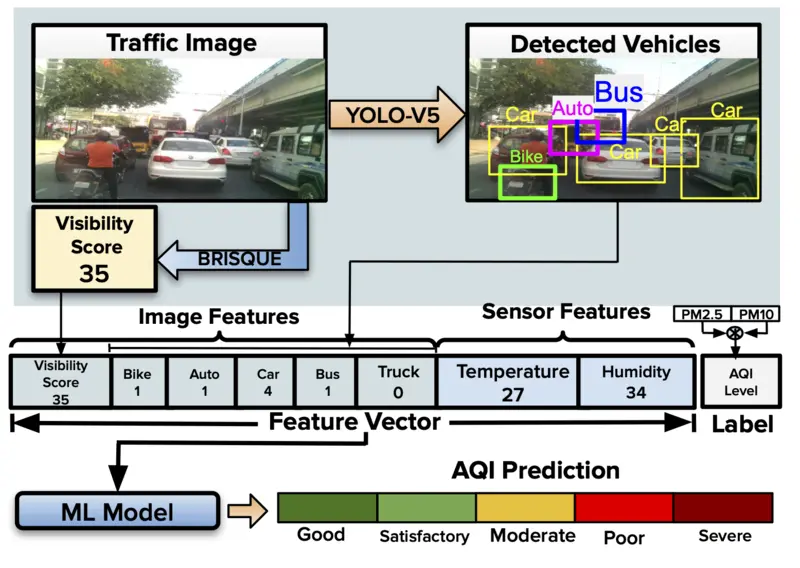 Traffic Image
Detected Vehicles
YOLO-V5
Car
Auto
Bus
Car
Car
Car
Bike
Visibility
Score
35
BRISQUE
Image Features
Sensor Features
PM2.5 PM10
Visibility
Score
35
Bike
1
Auto
1
Car
4
Bus
1
Truck
0
Temperature
27
Humidity
34
AQI
Level
Feature Vector
Label
ML Model
AQI Prediction
Good
Satisfactory
Moderate
Poor
Severe